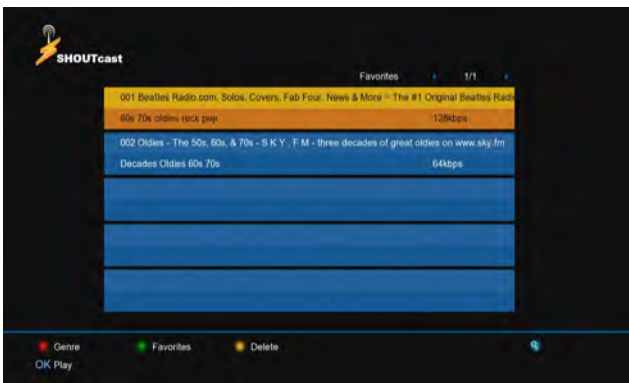 SHOUTcast
Favorites 1/1
001 Beatles Radio.com, Solos, Covers, Fab Four, News & More - The #1 Original Beatles Radi
60s 70s oldies rock pop 128kbps
002 Oldies - The 50s, 60s, & 70s - S K Y . F M - three decades of great oldies on www.sky.fm
Decades Oldies 60s 70s 64kbps
Genre Favorites Delete
OK Play